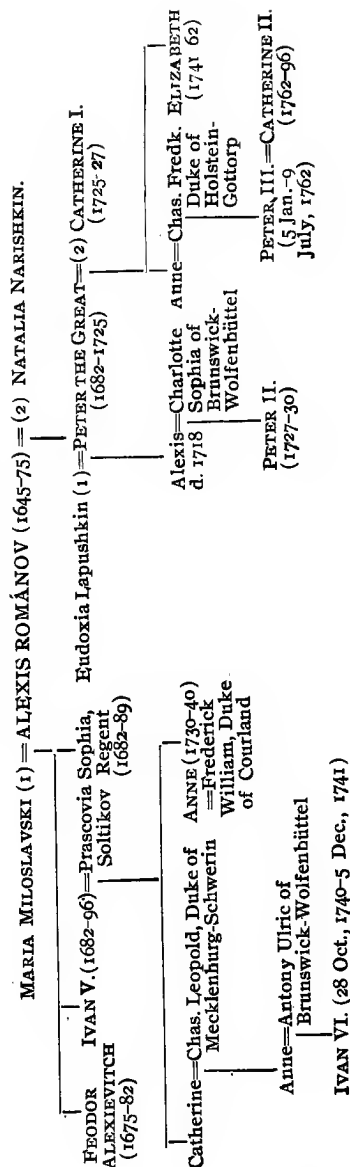 MARIA MILOSLAVSKI (1) = ALEXIS ROMÁNOV (1645-75) = (2) NATALIA NARISHKIN.
FEODOR
ALEXIEVITCH
(1675-82)
IVAN V. (1682-96)=Prascovia
Soltikov
Sophia,
Regent
(1682-89)
Eudoxia Lapushkin (1)=PETER THE GREAT=(2) CATHERINE I.
(1682-1725)
(1725-27)
Catherine=Chas. Leopold, Duke of
Mecklenburg-Schwerin
ANNE (1730-40)
=Frederick
William, Duke
of Courland
Alexis=Charlotte
d. 1718 Sophia of
Brunswick-
Wolfenbüttel
Anne=Chas. Fredk.
Duke of
Holstein-
Gottorp
ELIZABETH
(1741 62)
Anne=Antony Ulric of
Brunswick-Wolfenbüttel
PETER II.
(1727-30)
PETER III.=CATHERINE II.
(5 Jan.-9
July, 1762)
(1762-96)
IVAN VI. (28 Oct., 1740-5 Dec., 1741)